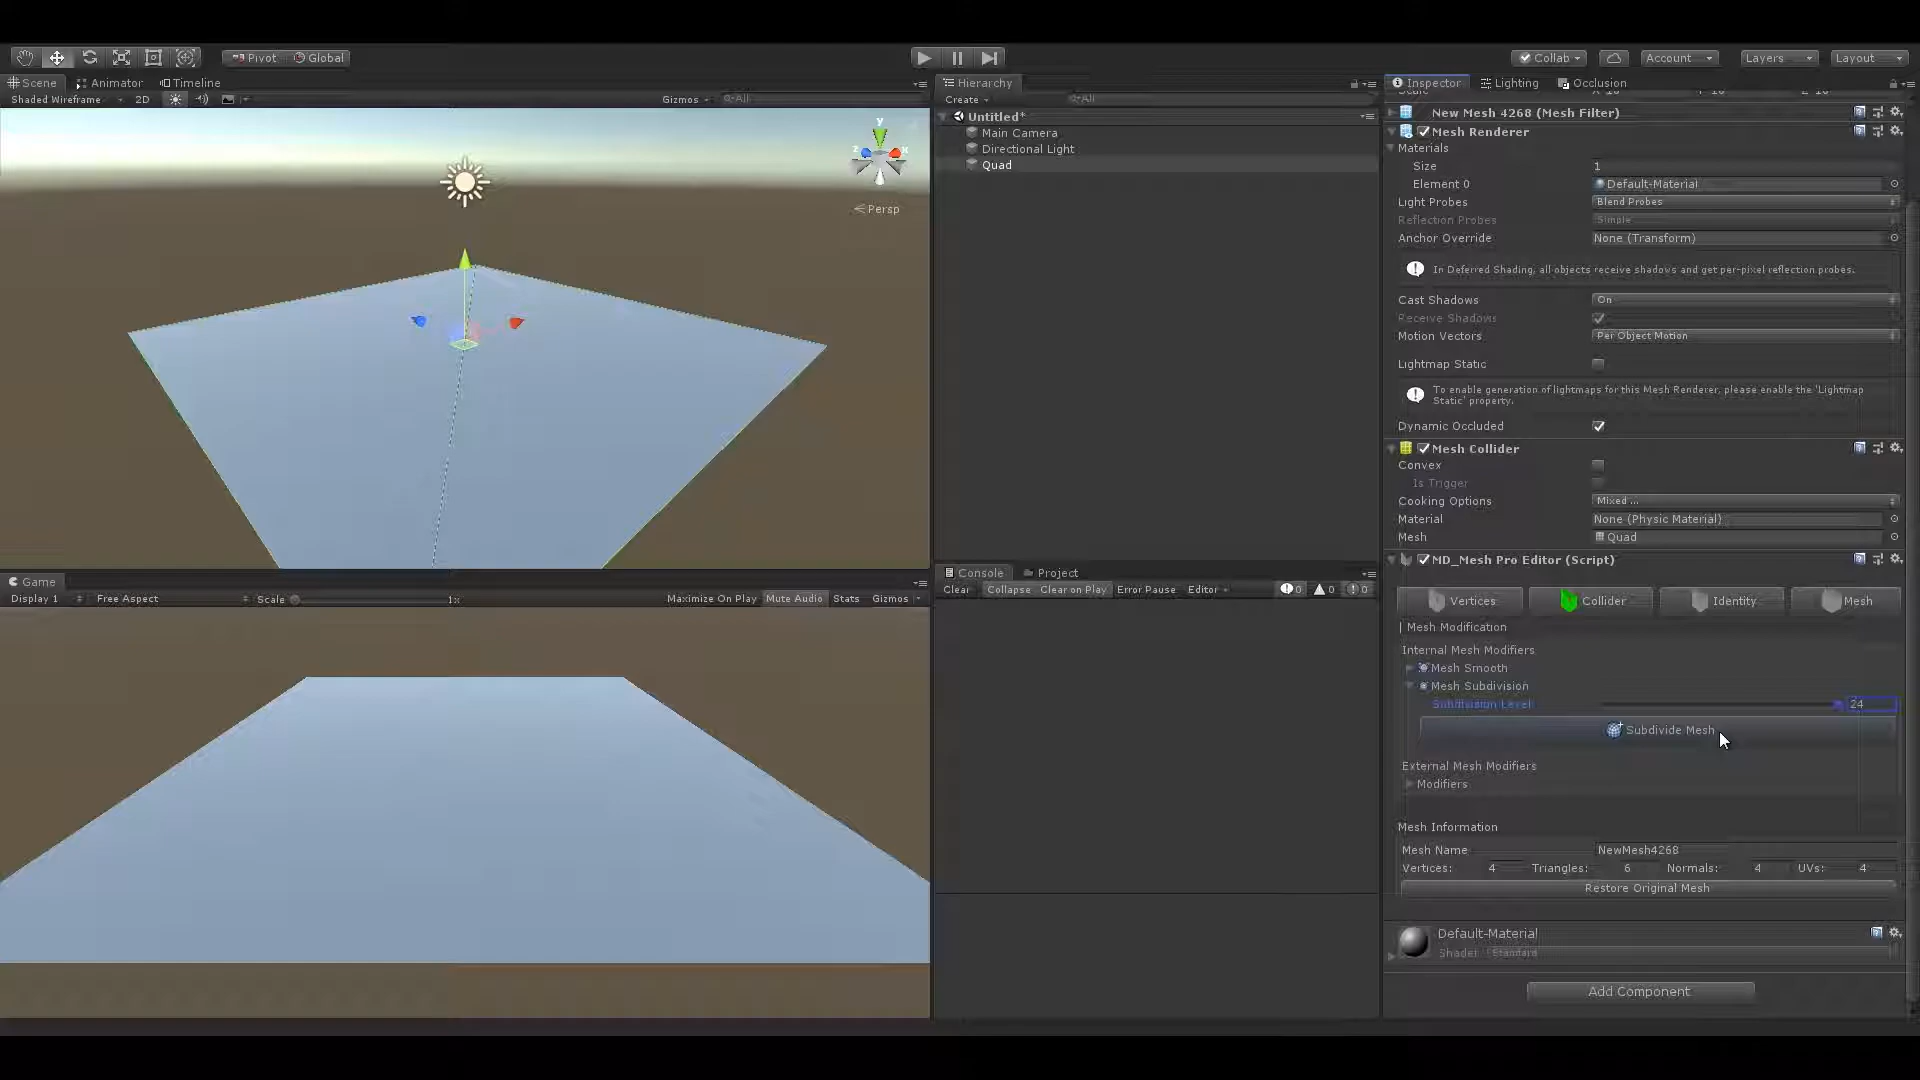 Pivot Global Collab Account Layers Layout
Scene Animator Timeline
Shaded Wireframe 2D Gizmos All
y
x
z
Persp
Game
Display 1 Free Aspect Scale 1x Maximize On Play Mute Audio Stats Gizmos
Hierarchy
Create All
Untitled*
Main Camera
Directional Light
Quad
Console Project
Clear Collapse Clear on Play Error Pause Editor 0 0 0
Inspector Lighting Occlusion
New Mesh 4268 (Mesh Filter)
Mesh Renderer
Materials
Size 1
Element 0 Default-Material
Light Probes Blend Probes
Reflection Probes Simple
Anchor Override None (Transform)
In Deferred Shading, all objects receive shadows and get per-pixel reflection probes.
Cast Shadows On
Receive Shadows
Motion Vectors Per Object Motion
Lightmap Static
To enable generation of lightmaps for this Mesh Renderer, please enable the 'Lightmap
Static' property.
Dynamic Occluded
Mesh Collider
Convex
Is Trigger
Cooking Options Mixed ...
Material None (Physic Material)
Mesh Quad
MD_Mesh Pro Editor (Script)
Vertices Collider Identity Mesh
| Mesh Modification
Internal Mesh Modifiers
Mesh Smooth
Mesh Subdivision
Subdivision Level 24
Subdivide Mesh
External Mesh Modifiers
Modifiers
Mesh Information
Mesh Name NewMesh4268
Vertices: 4 Triangles: 6 Normals: 4 UVs: 4
Restore Original Mesh
Default-Material
Shader Standard
Add Component